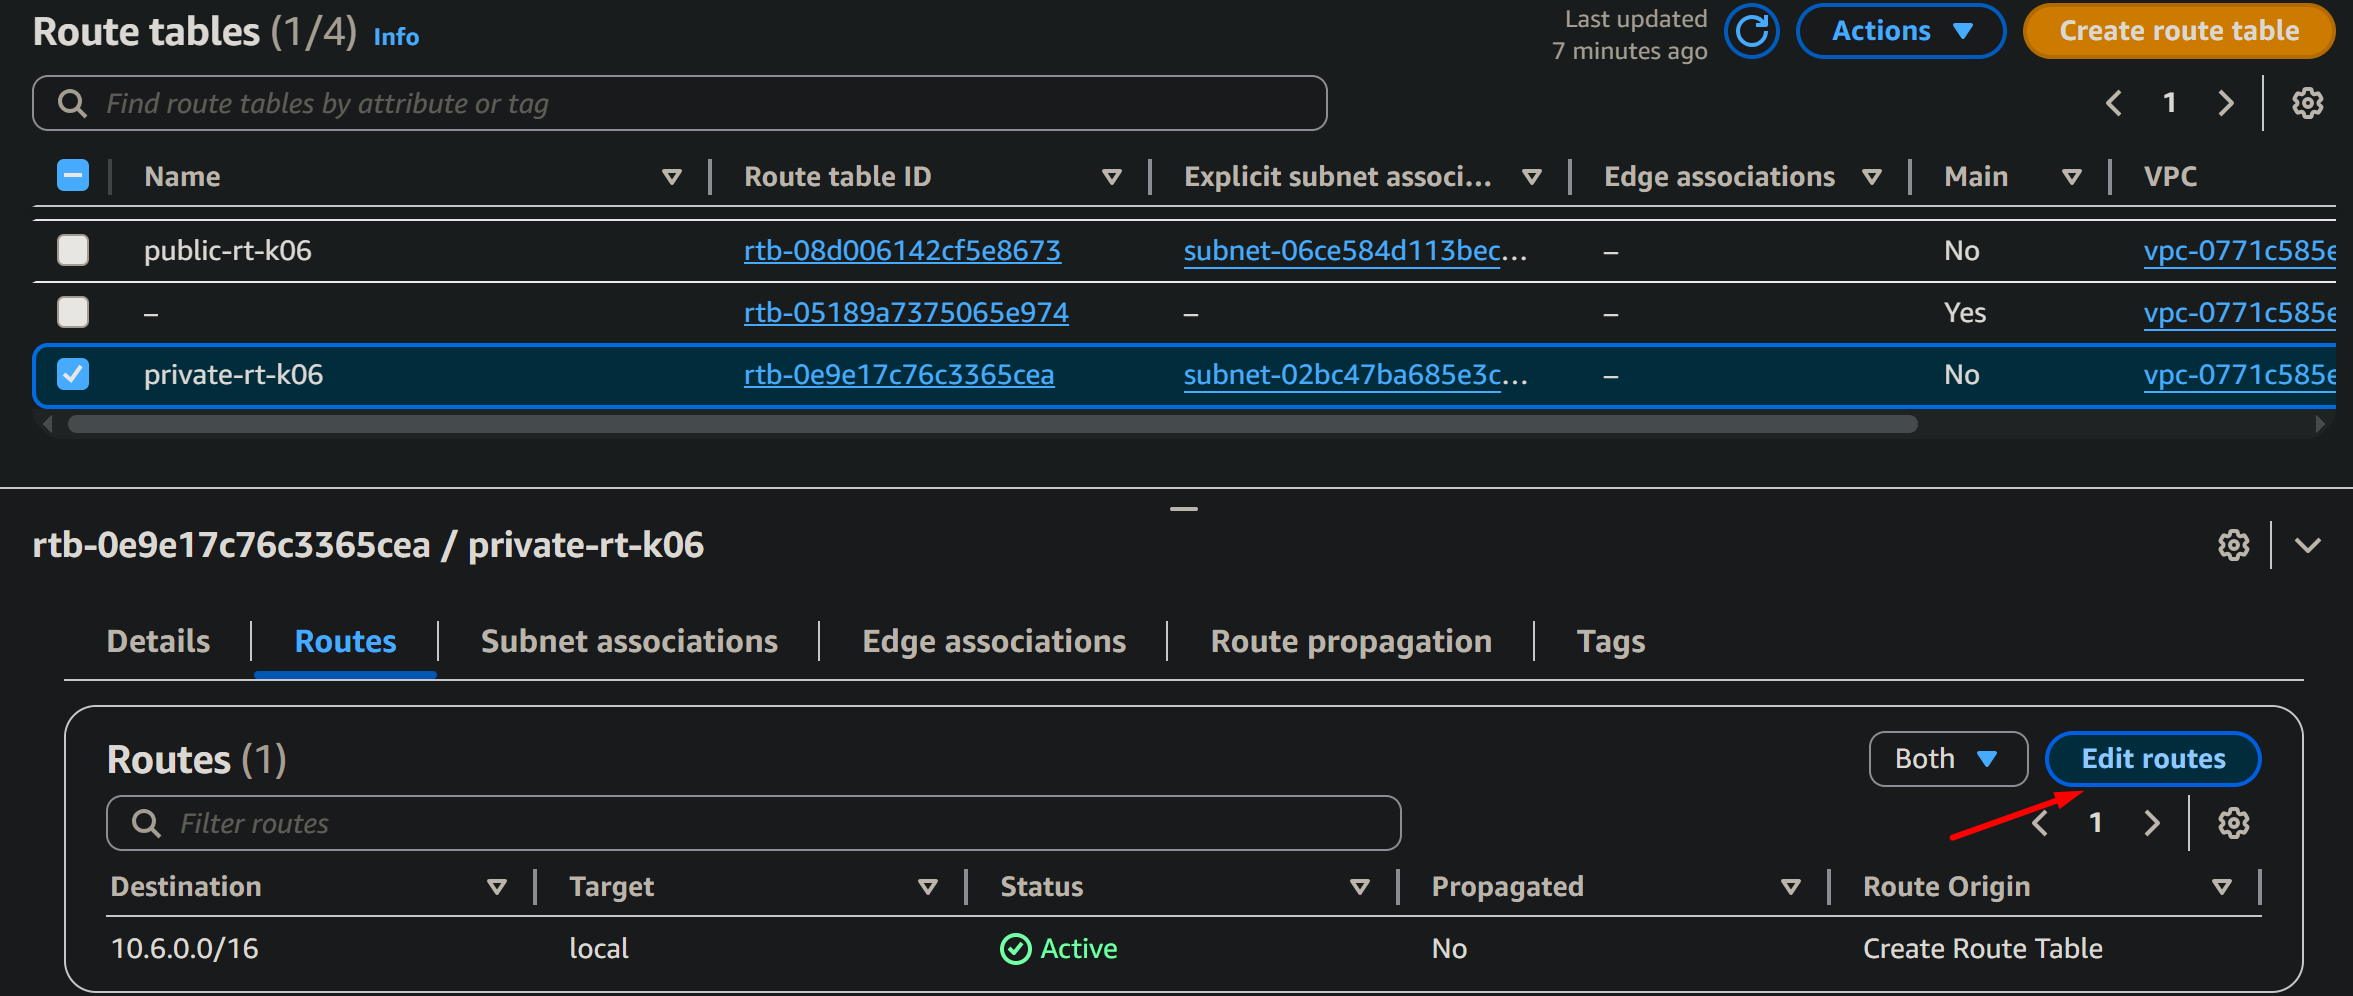 Route tables (1/4) Info
Last updated
7 minutes ago
Actions
Create route table
Find route tables by attribute or tag
1
Name Route table ID Explicit subnet associ... Edge associations Main VPC
public-rt-k06 rtb-08d006142cf5e8673 subnet-06ce584d113bec... – No vpc-0771c585e
– rtb-05189a7375065e974 – – Yes vpc-0771c585e
private-rt-k06 rtb-0e9e17c76c3365cea subnet-02bc47ba685e3c... – No vpc-0771c585e
rtb-0e9e17c76c3365cea / private-rt-k06
Details Routes Subnet associations Edge associations Route propagation Tags
Routes (1)
Both
Edit routes
Filter routes
1
Destination Target Status Propagated Route Origin
10.6.0.0/16 local Active No Create Route Table